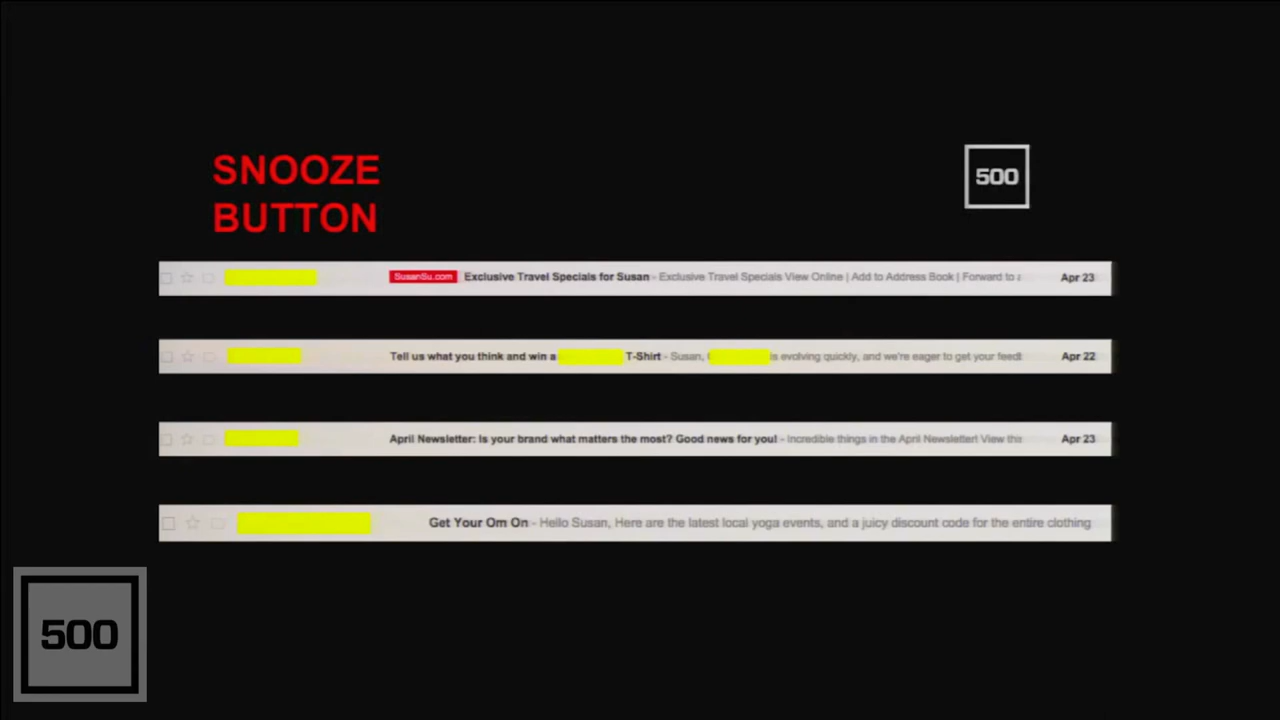 SNOOZE
BUTTON
500
SusanSu.com Exclusive Travel Specials for Susan - Exclusive Travel Specials View Online | Add to Address Book | Forward to a Apr 23
Tell us what you think and win a T-Shirt - Susan, is evolving quickly, and we're eager to get your feedl Apr 22
April Newsletter: Is your brand what matters the most? Good news for you! - Incredible things in the April Newsletter! View this Apr 23
Get Your Om On - Hello Susan, Here are the latest local yoga events, and a juicy discount code for the entire clothing
500